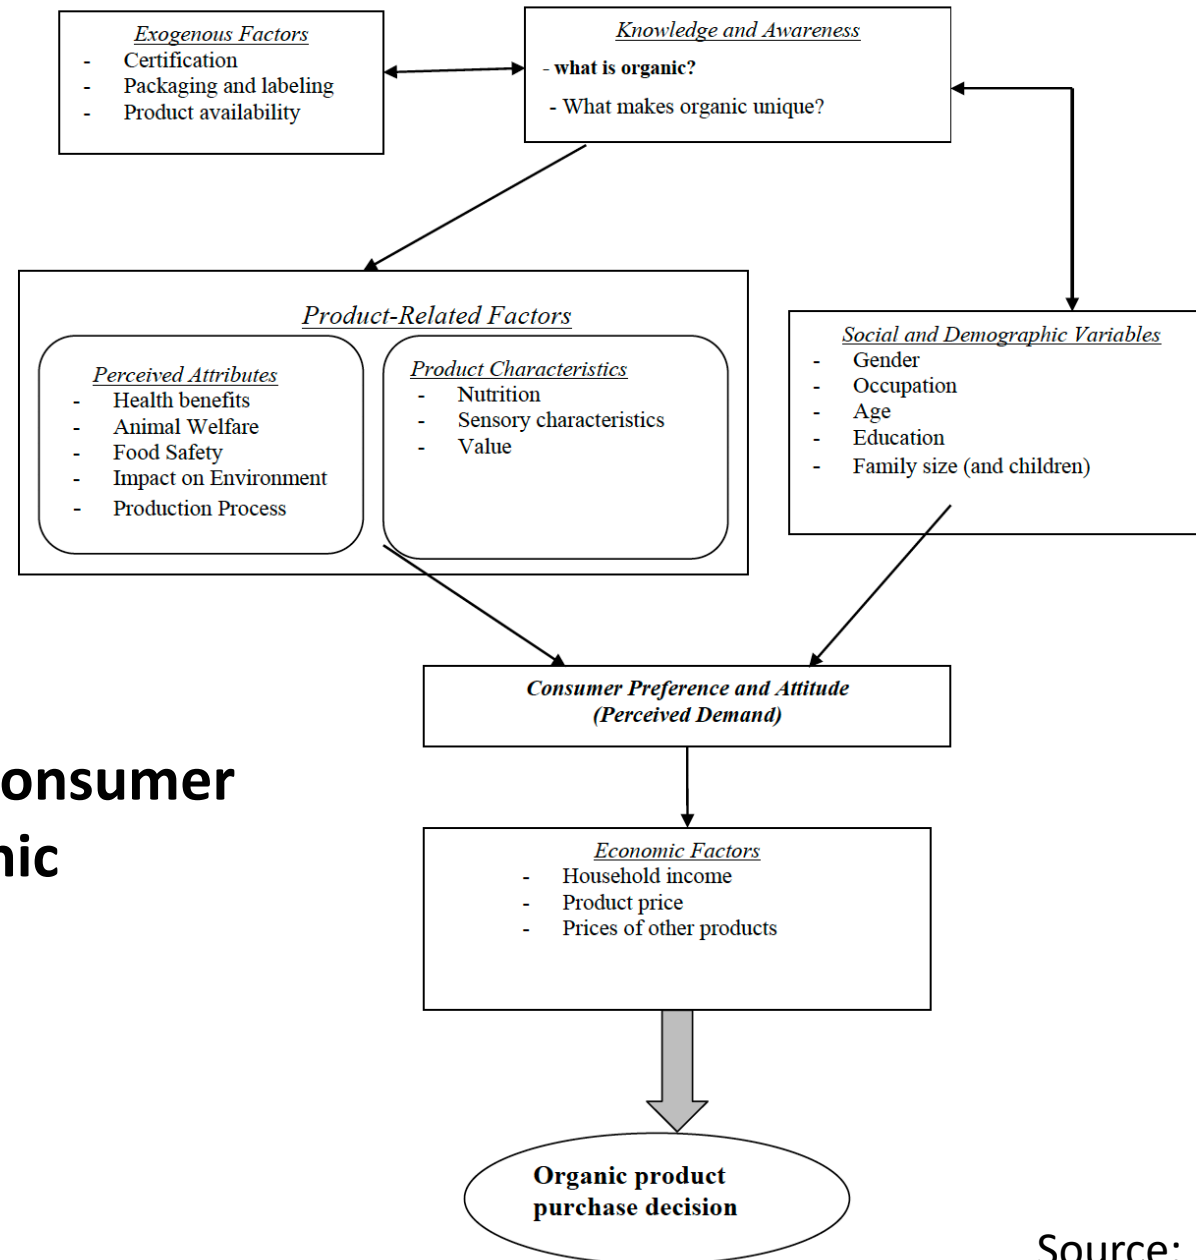 Exogenous Factors
- Certification
- Packaging and labeling
- Product availability
Knowledge and Awareness
- what is organic?
- What makes organic unique?
Product-Related Factors
Perceived Attributes
- Health benefits
- Animal Welfare
- Food Safety
- Impact on Environment
- Production Process
Product Characteristics
- Nutrition
- Sensory characteristics
- Value
Social and Demographic Variables
- Gender
- Occupation
- Age
- Education
- Family size (and children)
Consumer Preference and Attitude
(Perceived Demand)
onsumer
nic
Economic Factors
- Household income
- Product price
- Prices of other products
Organic product
purchase decision
Source: